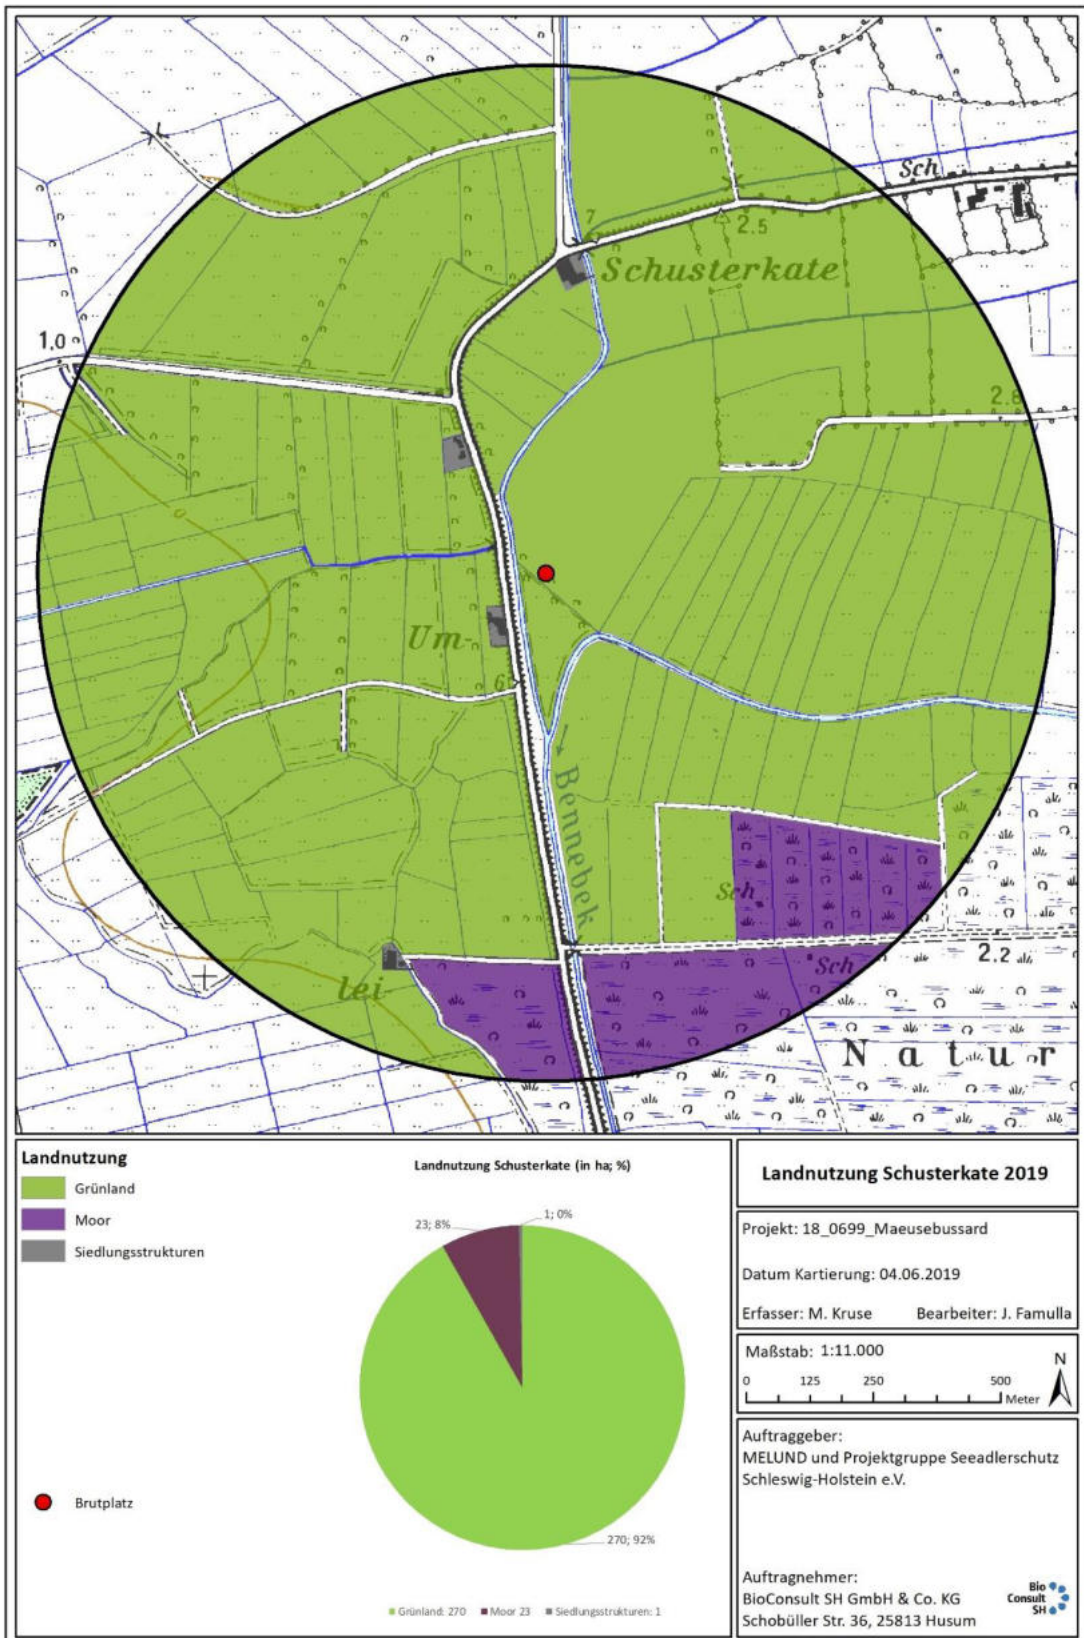 Sch
7
2.5
Schusterkate
1.0
2.8
0
Um-
6
Bennebek
Sch
2.2
Sch
lei
Natur
Landnutzung
Grünland
Moor
Siedlungsstrukturen
Brutplatz
Landnutzung Schusterkate (in ha; %)
1; 0%
23; 8%
270; 92%
Grünland: 270 Moor 23 Siedlungsstrukturen: 1
Landnutzung Schusterkate 2019
Projekt: 18_0699_Maeusebussard
Datum Kartierung: 04.06.2019
Erfasser: M. Kruse Bearbeiter: J. Famulla
Maßstab: 1:11.000
N
0 125 250 500
Meter
Auftraggeber:
MELUND und Projektgruppe Seeadlerschutz
Schleswig-Holstein e.V.
Auftragnehmer:
BioConsult SH GmbH & Co. KG
Schobüller Str. 36, 25813 Husum
Bio
Consult
SH